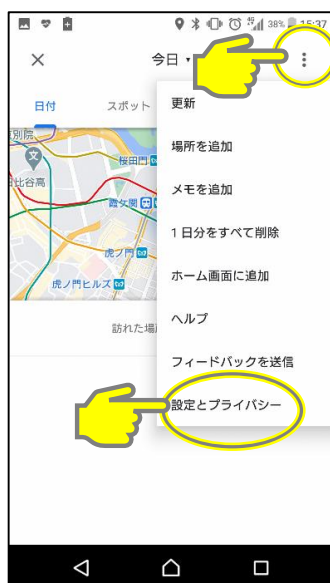 38% 15:37
今日
日付
スポット
更新
場所を追加
メモを追加
1日分をすべて削除
ホーム画面に追加
ヘルプ
フィードバックを送信
設定とプライバシー
別院
桜田門
日比谷高
霞ケ関
虎ノ門
虎ノ門ヒルズ
訪れた場